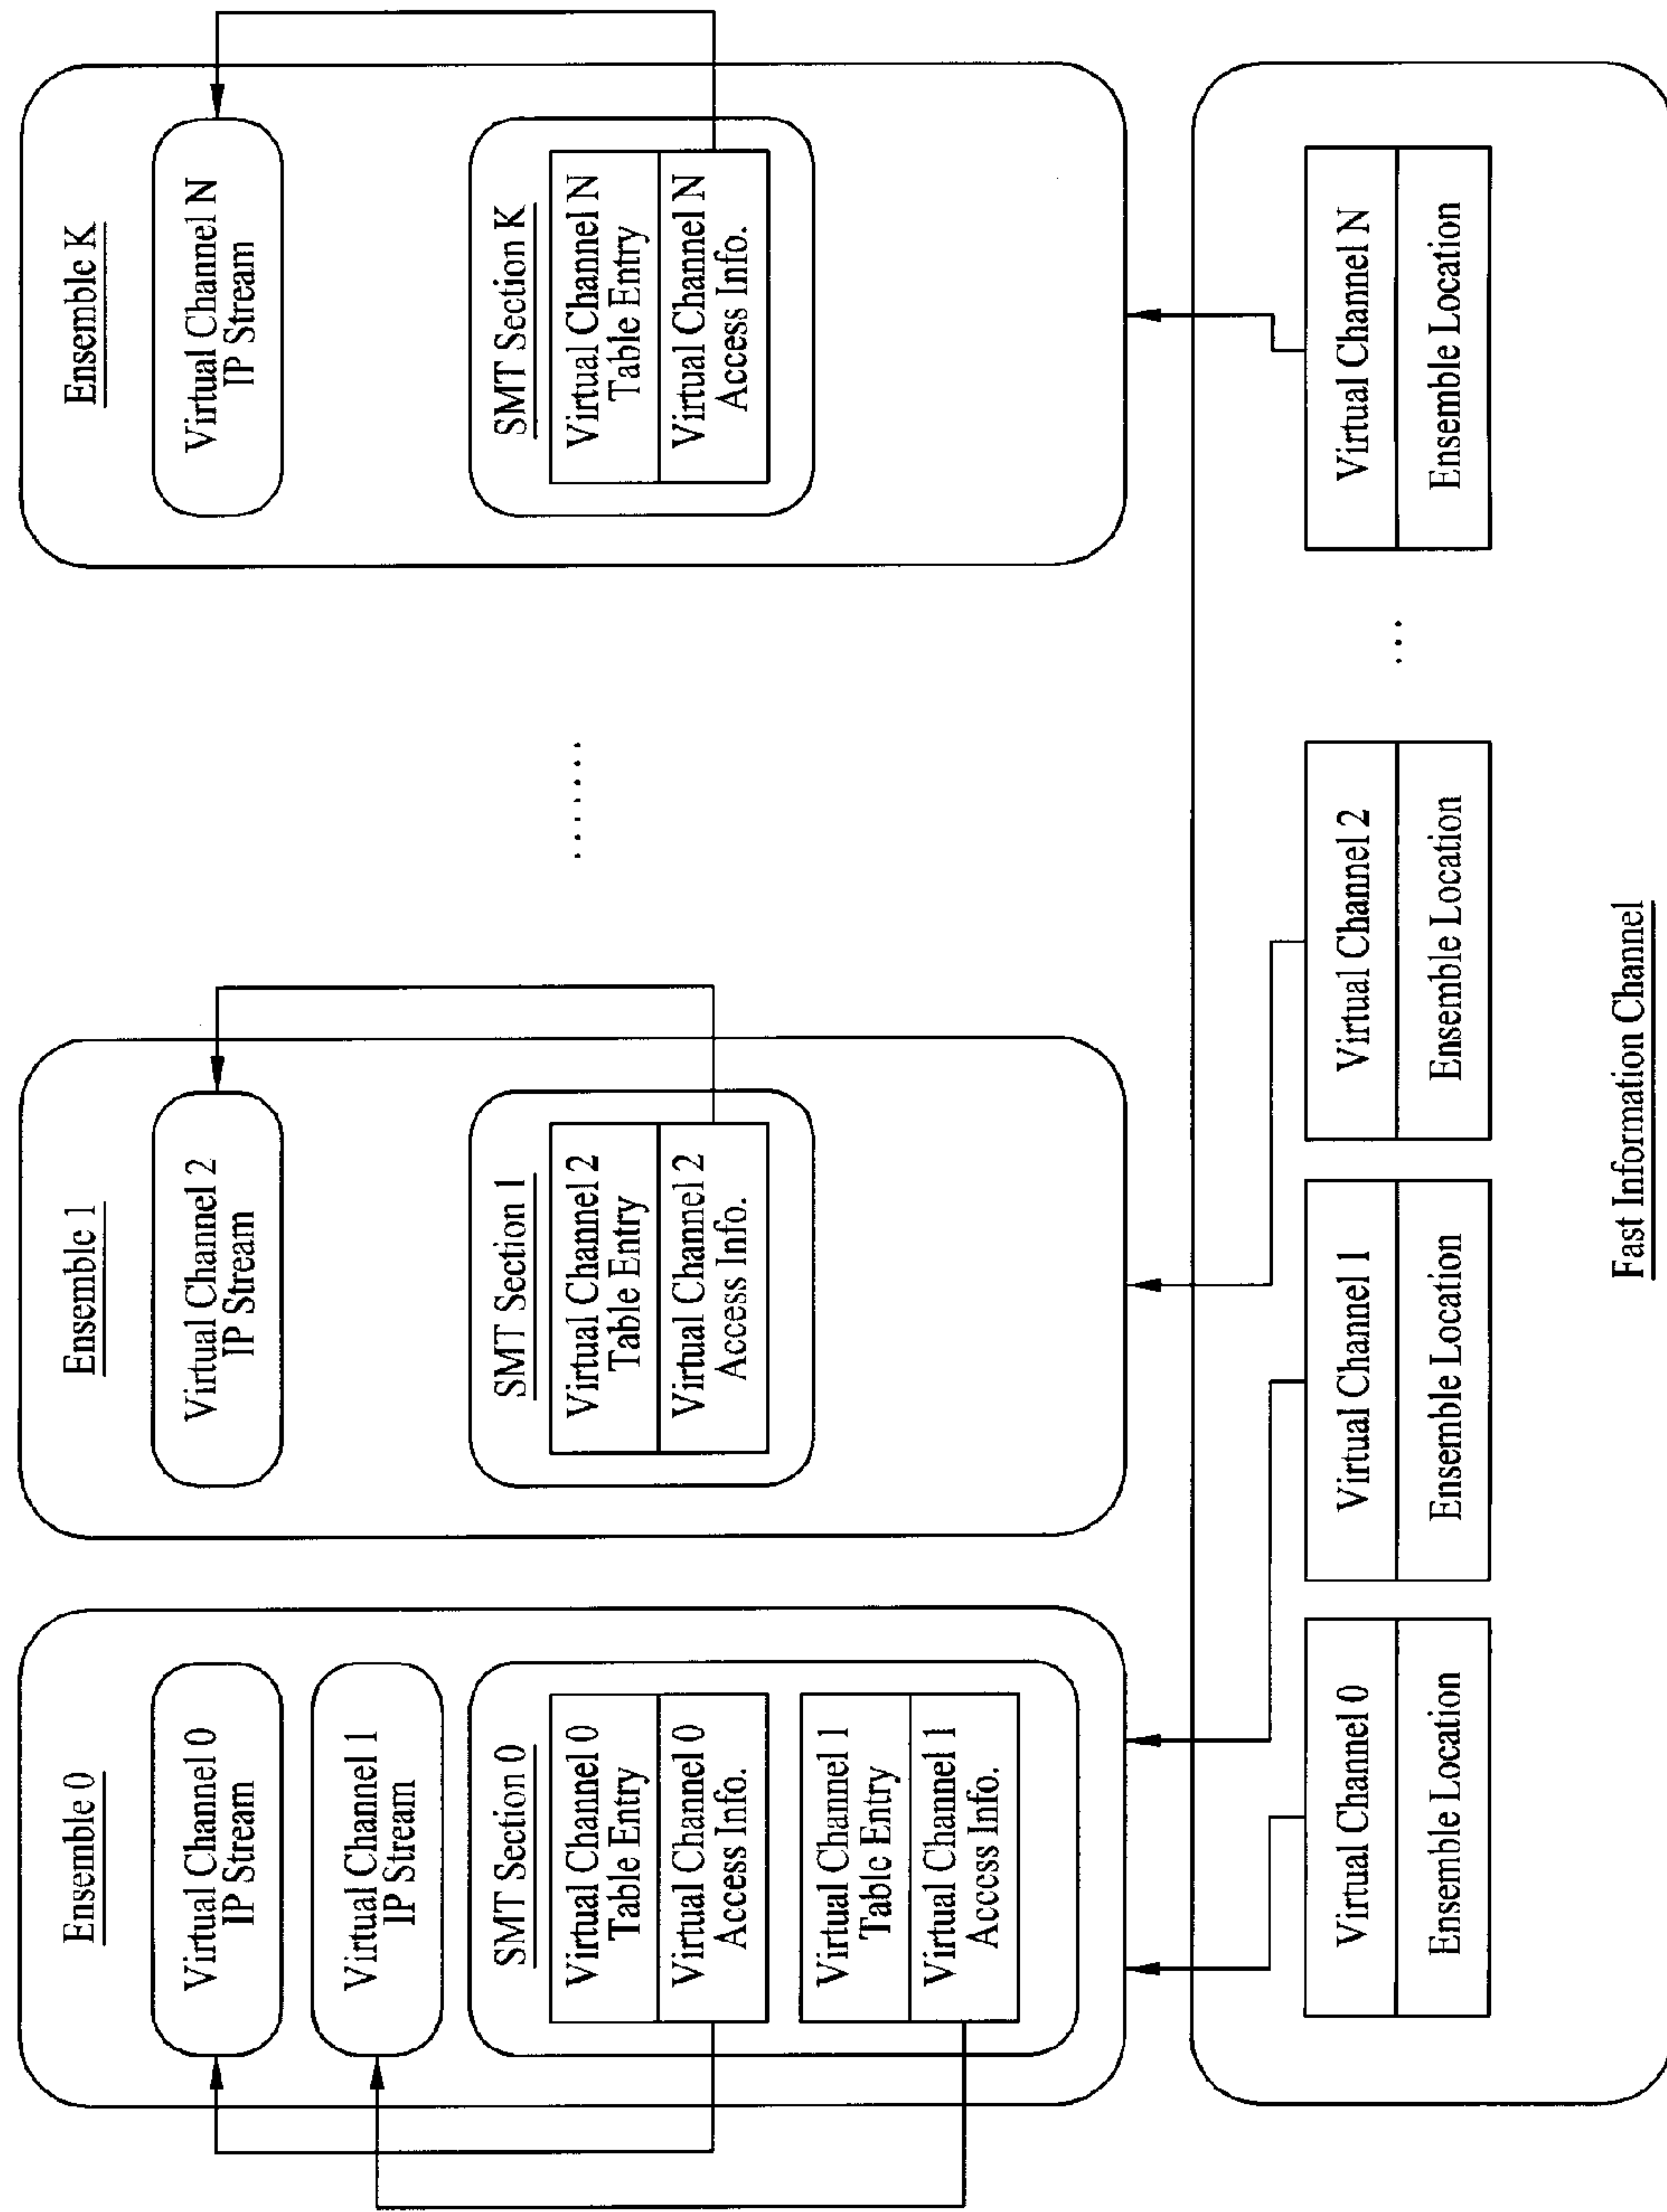 Ensemble 0
Virtual Channel 0
IP Stream
Virtual Channel 1
IP Stream
SMT Section 0
Virtual Channel 0
Table Entry
Virtual Channel 0
Access Info.
Virtual Channel 1
Table Entry
Virtual Channel 1
Access Info.
Ensemble 1
Virtual Channel 2
IP Stream
SMT Section 1
Virtual Channel 2
Table Entry
Virtual Channel 2
Access Info.
.......
Ensemble K
Virtual Channel N
IP Stream
SMT Section K
Virtual Channel N
Table Entry
Virtual Channel N
Access Info.
Virtual Channel 0
Ensemble Location
Virtual Channel 1
Ensemble Location
Virtual Channel 2
Ensemble Location
...
Virtual Channel N
Ensemble Location
Fast Information Channel